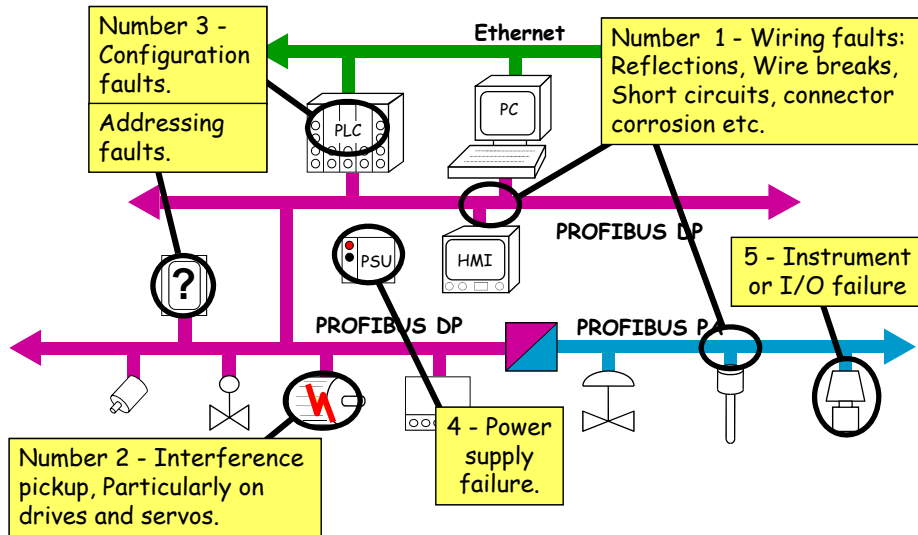 Number 3 -
Configuration
faults.
Addressing
faults.
Ethernet
Number 1 - Wiring faults:
Reflections, Wire breaks,
Short circuits, connector
corrosion etc.
PLC
PC
PROFIBUS DP
PSU
HMI
?
5 - Instrument
or I/O failure
PROFIBUS DP
PROFIBUS PA
Number 2 - Interference
pickup, Particularly on
drives and servos.
4 - Power
supply
failure.